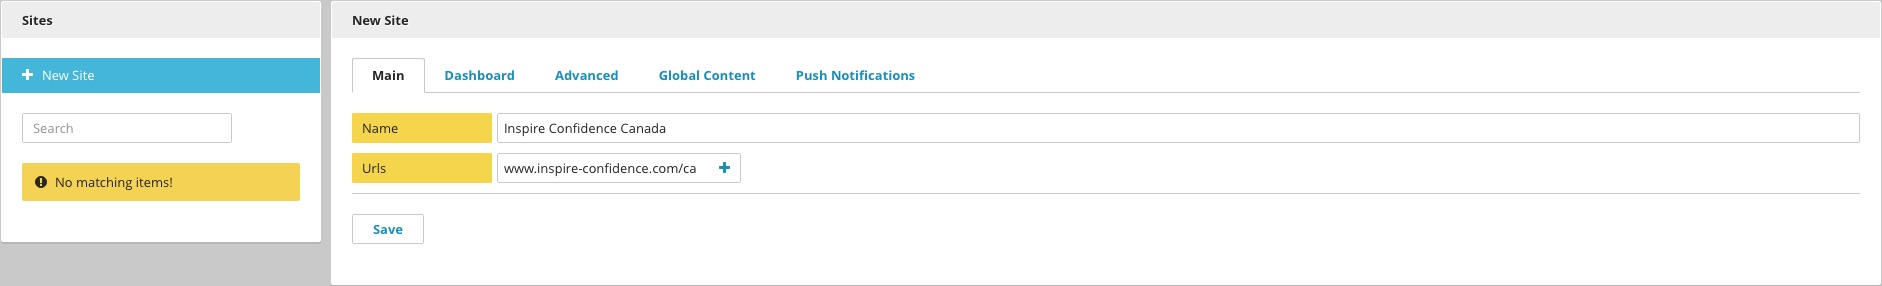 Sites
New Site
Search
No matching items!
New Site
Main Dashboard Advanced Global Content Push Notifications
Name Inspire Confidence Canada
Urls www.inspire-confidence.com/ca
Save